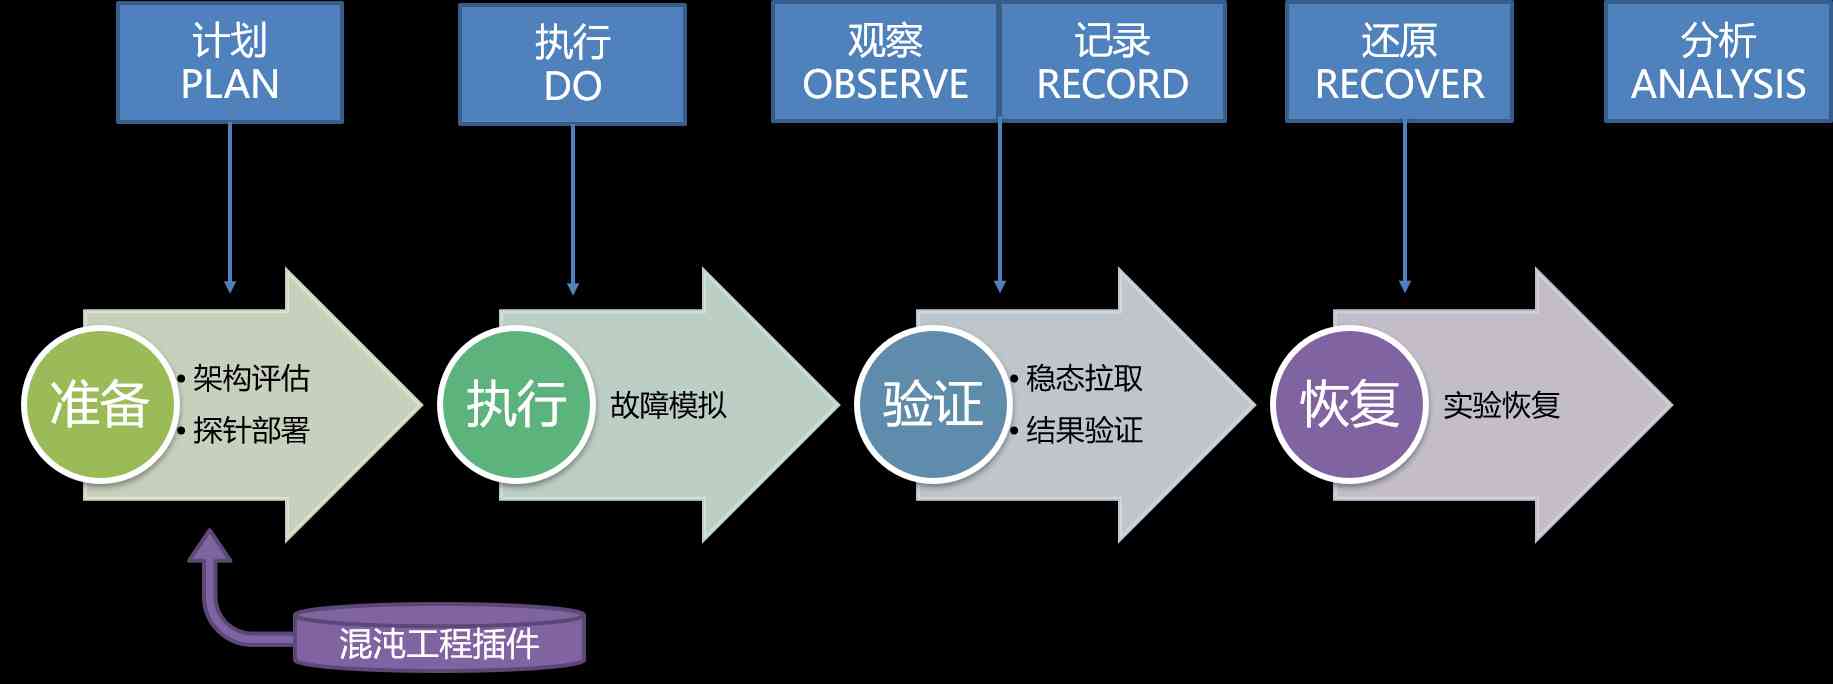 计划
PLAN
执行
DO
观察
OBSERVE
记录
RECORD
还原
RECOVER
分析
ANALYSIS
准备
• 架构评估
• 探针部署
执行
故障模拟
验证
• 稳态拉取
• 结果验证
恢复
实验恢复
混沌工程插件